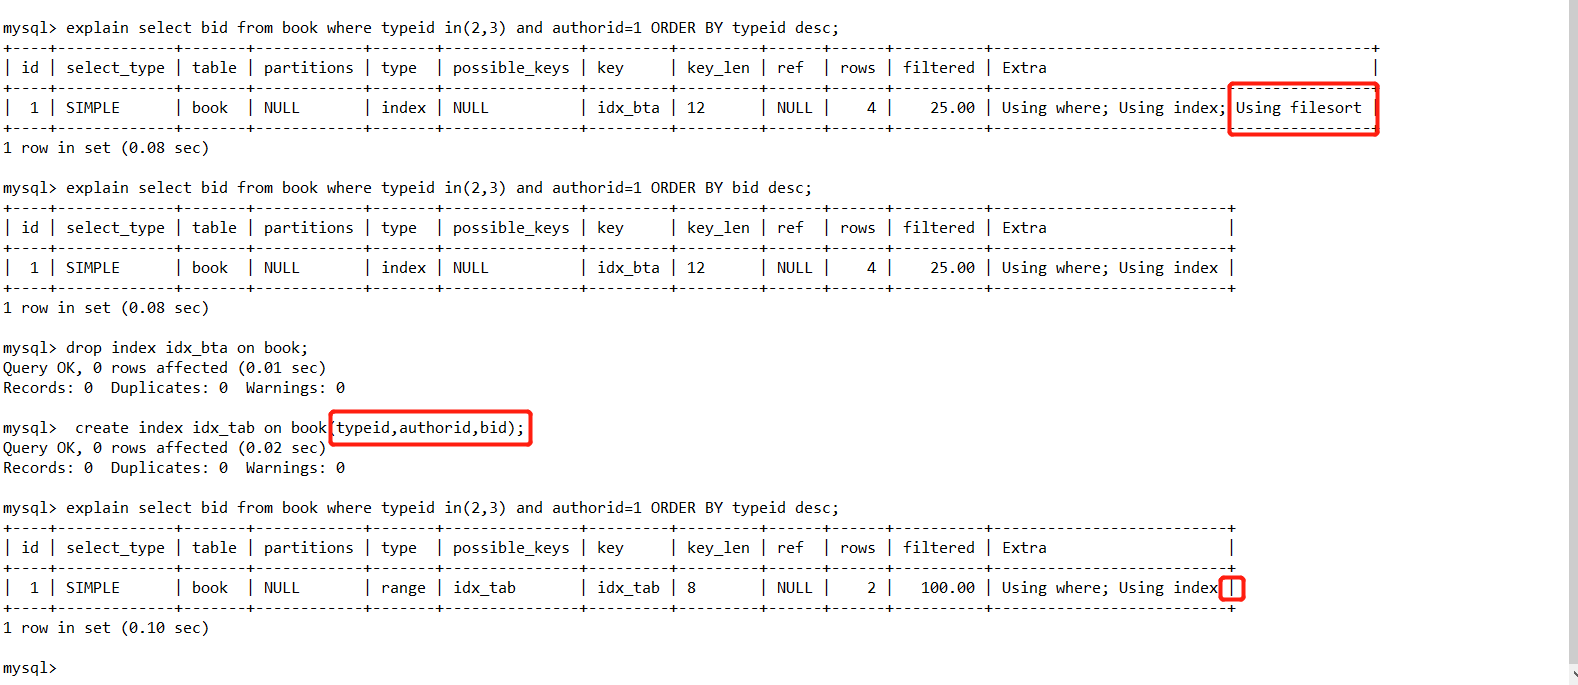 mysql> explain select bid from book where typeid in(2,3) and authorid=1 ORDER BY typeid desc;
+----+-------------+-------+------------+-------+---------------+---------+---------+------+------+----------+------------------------------------------+
| id | select_type | table | partitions | type  | possible_keys | key     | key_len | ref  | rows | filtered | Extra                                    |
+----+-------------+-------+------------+-------+---------------+---------+---------+------+------+----------+------------------------------------------+
|  1 | SIMPLE      | book  | NULL       | index | NULL          | idx_bta | 12      | NULL |    4 |    25.00 | Using where; Using index; Using filesort |
+----+-------------+-------+------------+-------+---------------+---------+---------+------+------+----------+------------------------------------------+
1 row in set (0.08 sec)
mysql> explain select bid from book where typeid in(2,3) and authorid=1 ORDER BY bid desc;
+----+-------------+-------+------------+-------+---------------+---------+---------+------+------+----------+--------------------------+
| id | select_type | table | partitions | type  | possible_keys | key     | key_len | ref  | rows | filtered | Extra                    |
+----+-------------+-------+------------+-------+---------------+---------+---------+------+------+----------+--------------------------+
|  1 | SIMPLE      | book  | NULL       | index | NULL          | idx_bta | 12      | NULL |    4 |    25.00 | Using where; Using index |
+----+-------------+-------+------------+-------+---------------+---------+---------+------+------+----------+--------------------------+
1 row in set (0.08 sec)
mysql> drop index idx_bta on book;
Query OK, 0 rows affected (0.01 sec)
Records: 0  Duplicates: 0  Warnings: 0
mysql>  create index idx_tab on book(typeid,authorid,bid);
Query OK, 0 rows affected (0.02 sec)
Records: 0  Duplicates: 0  Warnings: 0
mysql> explain select bid from book where typeid in(2,3) and authorid=1 ORDER BY typeid desc;
+----+-------------+-------+------------+-------+---------------+---------+---------+------+------+----------+--------------------------+
| id | select_type | table | partitions | type  | possible_keys | key     | key_len | ref  | rows | filtered | Extra                    |
+----+-------------+-------+------------+-------+---------------+---------+---------+------+------+----------+--------------------------+
|  1 | SIMPLE      | book  | NULL       | range | idx_tab       | idx_tab | 8       | NULL |    2 |   100.00 | Using where; Using index |
+----+-------------+-------+------------+-------+---------------+---------+---------+------+------+----------+--------------------------+
1 row in set (0.10 sec)
mysql>